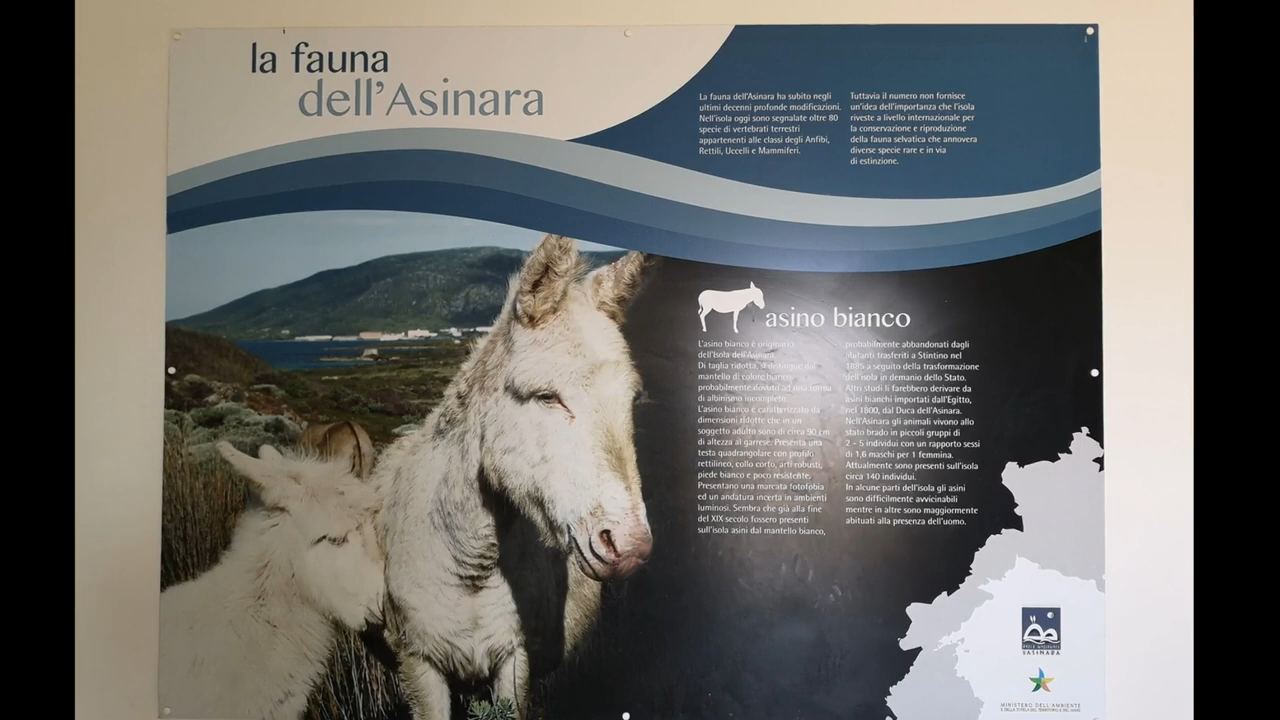 la fauna
dell'Asinara
La fauna dell'Asinara ha subito negli
ultimi decenni profonde modificazioni.
Nell'isola oggi sono segnalate oltre 80
specie di vertebrati terrestri
appartenenti alle classi degli Anfibi,
Rettili, Uccelli e Mammiferi.
Tuttavia il numero non fornisce
un'idea dell'importanza che l'isola
riveste a livello internazionale per
la conservazione e riproduzione
della fauna selvatica che annovera
diverse specie rare e in via
di estinzione.
asino bianco
L'asino bianco è originario
dell'Isola dell'Asinara.
Di taglia ridotta, si distingue dal
mantello di colore bianco,
probabilmente dovuto ad una forma
di albinismo incompleto.
L'asino bianco è caratterizzato da
dimensioni ridotte che in un
soggetto adulto sono di circa 90 cm
di altezza al garrese. Presenta una
testa quadrangolare con profilo
rettilineo, collo corto, arti robusti,
piede bianco e poco resistente.
Presentano una marcata fotofobia
ed un andatura incerta in ambienti
luminosi. Sembra che già alla fine
del XIX secolo fossero presenti
sull'isola asini dal mantello bianco,
probabilmente abbandonati dagli
abitanti trasferiti a Stintino nel
1885 a seguito della trasformazione
dell'isola in demanio dello Stato.
Altri studi li farebbero derivare da
asini bianchi importati dall'Egitto,
nel 1800, dal Duca dell'Asinara.
Nell'Asinara gli animali vivono allo
stato brado in piccoli gruppi di
2 - 5 individui con un rapporto sessi
di 1,6 maschi per 1 femmina.
Attualmente sono presenti sull'isola
circa 140 individui.
In alcune parti dell'isola gli asini
sono difficilmente avvicinabili
mentre in altre sono maggiormente
abituati alla presenza dell'uomo.
L'ASINARA
MINISTERO DELL'AMBIENTE
E DELLA TUTELA DEL TERRITORIO E DEL MARE